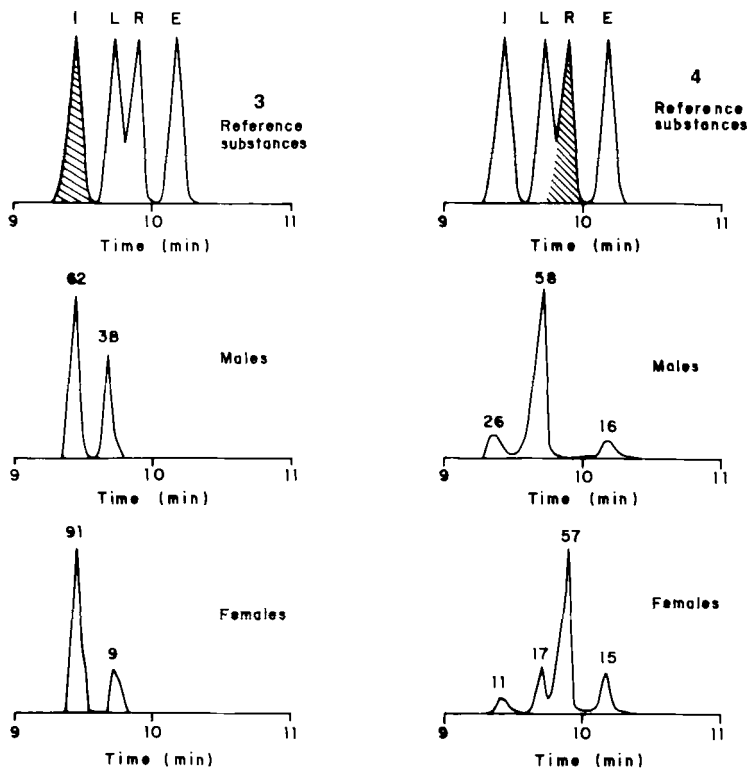 I L R E
3
Reference
substances
9 10 11
Time (min)
62
38
Males
9 10 11
Time (min)
91
9
Females
9 10 11
Time (min)
I L R E
4
Reference
substances
9 10 11
Time (min)
58
26
16
Males
9 10 11
Time (min)
57
17
11
15
Females
9 10 11
Time (min)